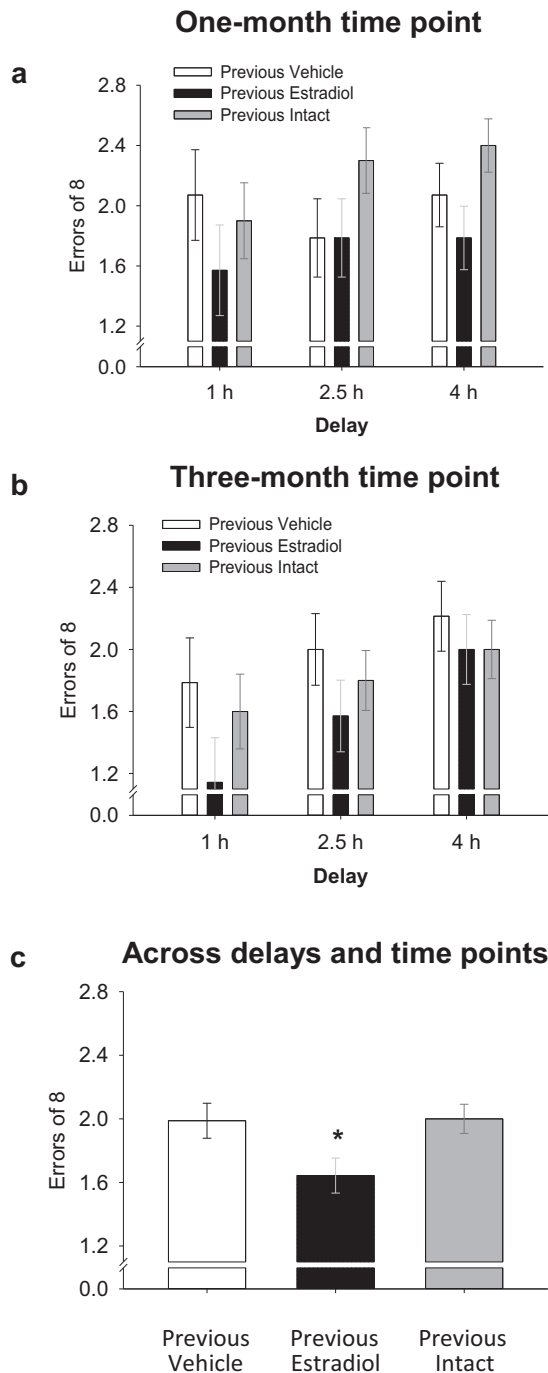 One-month time point
a
Previous Vehicle
Previous Estradiol
Previous Intact
Errors of 8
2.8
2.4
2.0
1.6
1.2
0.0
1 h 2.5 h 4 h
Delay
Three-month time point
b
Previous Vehicle
Previous Estradiol
Previous Intact
Errors of 8
2.8
2.4
2.0
1.6
1.2
0.0
1 h 2.5 h 4 h
Delay
c Across delays and time points
Errors of 8
2.8
2.4
2.0
1.6
1.2
0.0
*
Previous Previous Previous
Vehicle Estradiol Intact